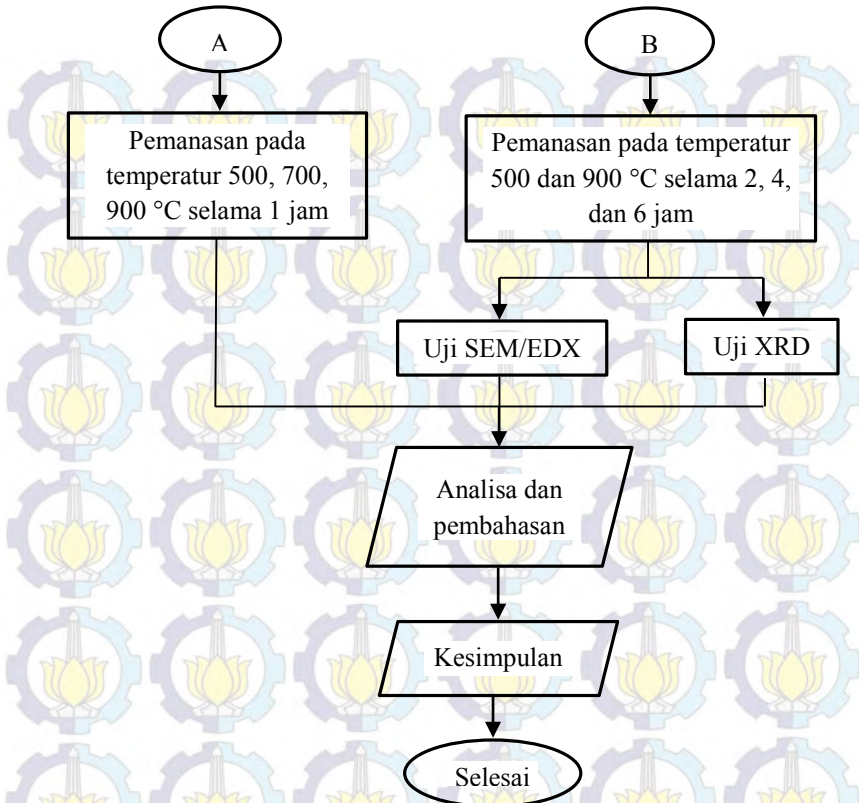 A
B
Pemanasan pada
temperatur 500, 700,
900 °C selama 1 jam
Pemanasan pada temperatur
500 dan 900 °C selama 2, 4,
dan 6 jam
Uji SEM/EDX
Uji XRD
Analisa dan
pembahasan
Kesimpulan
Selesai